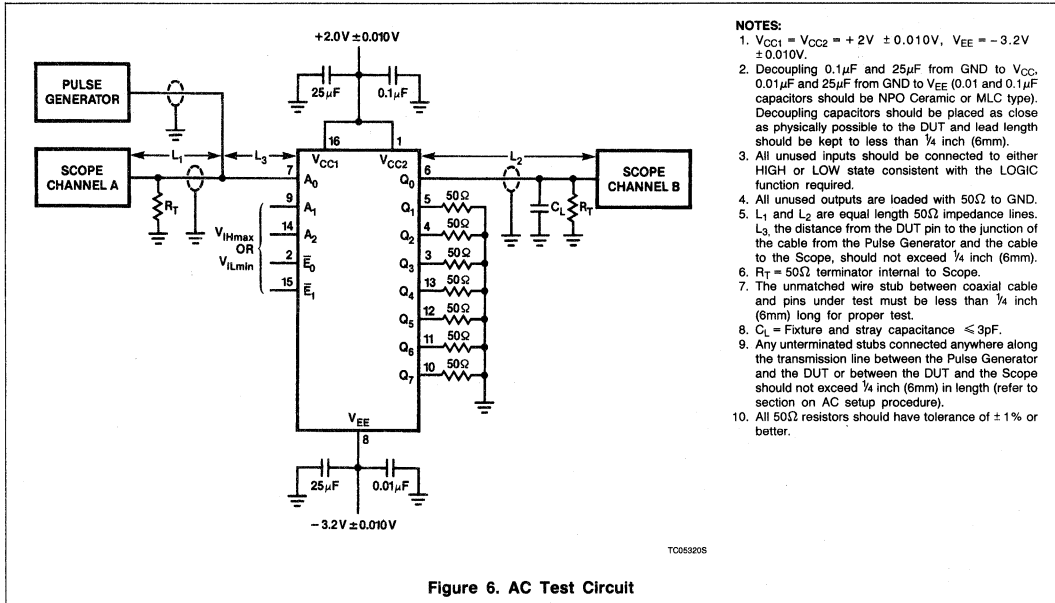 +2.0V ± 0.010V
PULSE
GENERATOR
25μF
0.1μF
16
1
L₁
L₃
VCC1
VCC2
L₂
SCOPE
CHANNEL A
7
A₀
Q₀
6
SCOPE
CHANNEL B
RT
CL
RT
9
A₁
Q₁
5
50Ω
14
A₂
Q₂
4
50Ω
VIHmax
OR
VILmin
2
E̅₀
Q₃
3
50Ω
15
E̅₁
Q₄
13
50Ω
Q₅
12
50Ω
Q₆
11
50Ω
Q₇
10
50Ω
VEE
8
25μF
0.01μF
− 3.2V ± 0.010V
TC05320S
NOTES:
1. VCC1 = VCC2 = + 2V ± 0.010V, VEE = − 3.2V
± 0.010V.
2. Decoupling 0.1μF and 25μF from GND to VCC,
0.01μF and 25μF from GND to VEE (0.01 and 0.1μF
capacitors should be NPO Ceramic or MLC type).
Decoupling capacitors should be placed as close
as physically possible to the DUT and lead length
should be kept to less than ¼ inch (6mm).
3. All unused inputs should be connected to either
HIGH or LOW state consistent with the LOGIC
function required.
4. All unused outputs are loaded with 50Ω to GND.
5. L₁ and L₂ are equal length 50Ω impedance lines.
L₃, the distance from the DUT pin to the junction of
the cable from the Pulse Generator and the cable
to the Scope, should not exceed ¼ inch (6mm).
6. RT = 50Ω terminator internal to Scope.
7. The unmatched wire stub between coaxial cable
and pins under test must be less than ¼ inch
(6mm) long for proper test.
8. CL = Fixture and stray capacitance ⩽ 3pF.
9. Any unterminated stubs connected anywhere along
the transmission line between the Pulse Generator
and the DUT or between the DUT and the Scope
should not exceed ¼ inch (6mm) in length (refer to
section on AC setup procedure).
10. All 50Ω resistors should have tolerance of ± 1% or
better.
Figure 6. AC Test Circuit